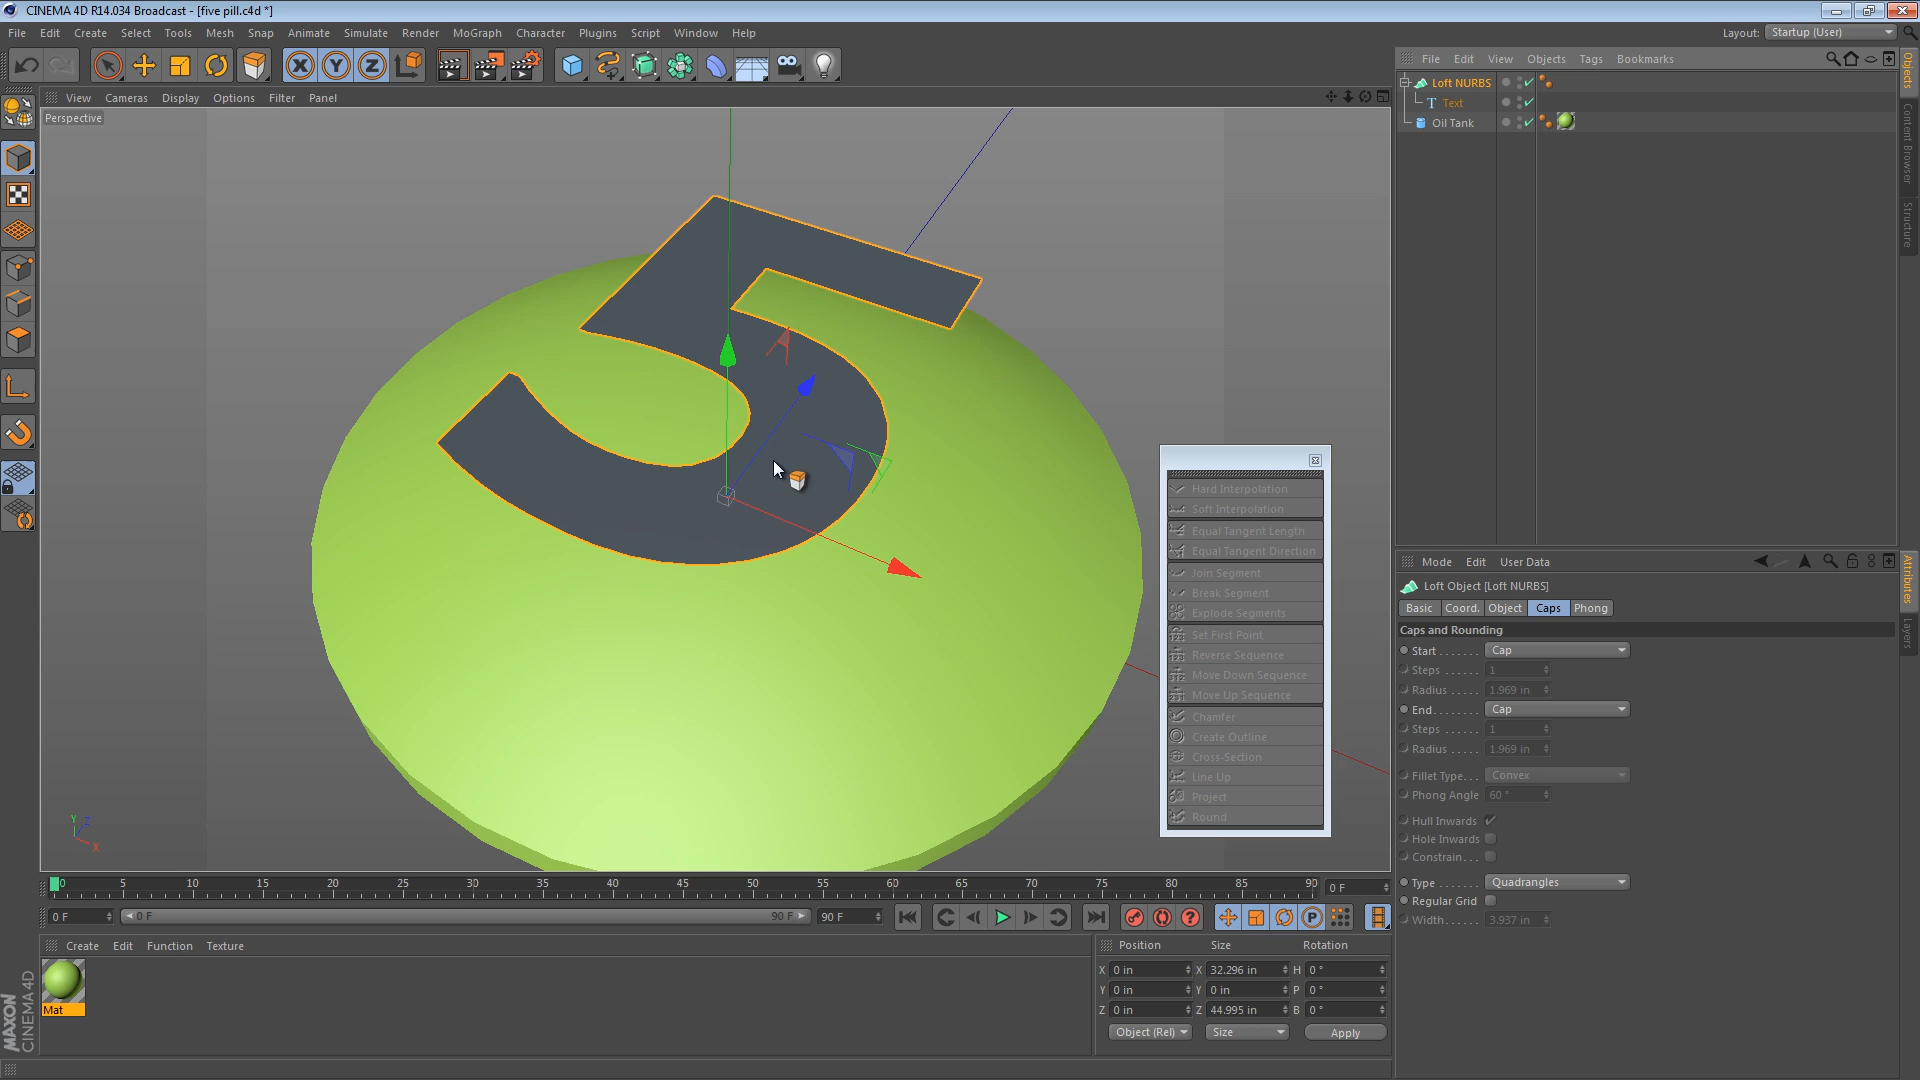 CINEMA 4D R14.034 Broadcast - [five pill.c4d *]
File Edit Create Select Tools Mesh Snap Animate Simulate Render MoGraph Character Plugins Script Window Help
Layout: Startup (User)
View Cameras Display Options Filter Panel
Perspective
File Edit View Objects Tags Bookmarks
Loft NURBS
Text
Oil Tank
Objects
Content Browser
Structure
Hard Interpolation
Soft Interpolation
Equal Tangent Length
Equal Tangent Direction
Join Segment
Break Segment
Explode Segments
Set First Point
Reverse Sequence
Move Down Sequence
Move Up Sequence
Chamfer
Create Outline
Cross-Section
Line Up
Project
Round
Mode Edit User Data
Attributes
Layers
Loft Object [Loft NURBS]
Basic Coord. Object Caps Phong
Caps and Rounding
Start . . . . . . . Cap
Steps . . . . . . 1
Radius . . . . . 1.969 in
End. . . . . . . . Cap
Steps . . . . . . 1
Radius . . . . . 1.969 in
Fillet Type. . . Convex
Phong Angle 60 °
Hull Inwards
Hole Inwards
Constrain. . .
Type . . . . . . . Quadrangles
Regular Grid
Width. . . . . . 3.937 in
Y Z X
0 5 10 15 20 25 30 35 40 45 50 55 60 65 70 75 80 85 90 0 F
0 F 0 F 90 F 90 F
Create Edit Function Texture
Mat
MAXON CINEMA 4D
Position Size Rotation
X 0 in X 32.296 in H 0 °
Y 0 in Y 0 in P 0 °
Z 0 in Z 44.995 in B 0 °
Object (Rel) Size Apply